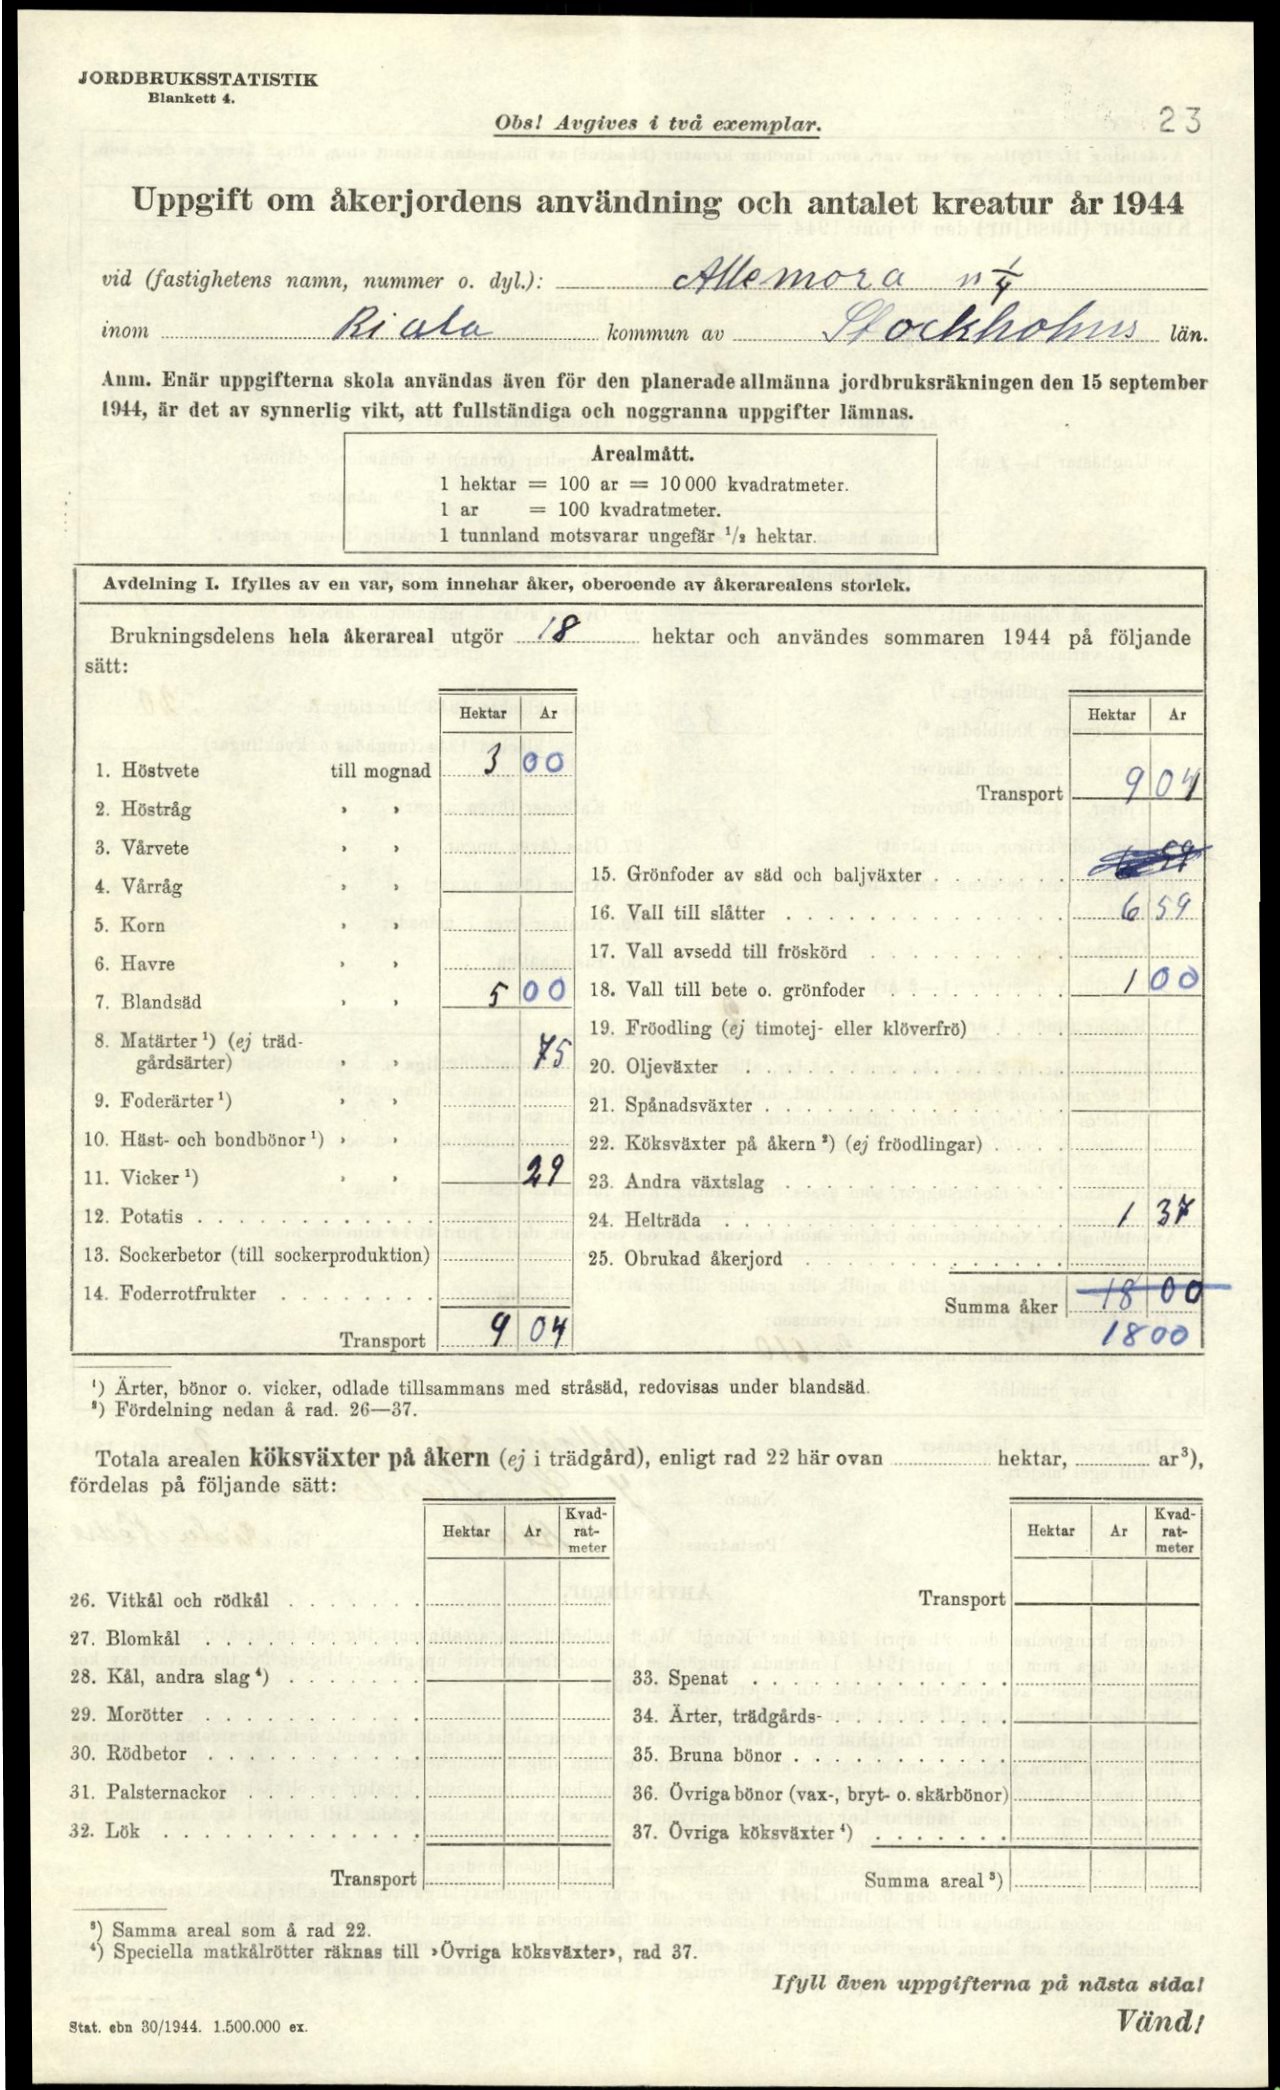 JORDBRUKSSTATISTIK
Blankett 4.
23
Obs! Avgives i två exemplar.
Uppgift om åkerjordens användning och antalet kreatur år 1944
vid (fastighetens namn, nummer o. dyl.): Allemora n 1/4
inom Riala kommun av Stockholms län.
Anm. Enär uppgifterna skola användas även för den planerade allmänna jordbruksräkningen den 15 september
1944, är det av synnerlig vikt, att fullständiga och noggranna uppgifter lämnas.
Arealmått.
1 hektar = 100 ar = 10 000 kvadratmeter.
1 ar = 100 kvadratmeter.
1 tunnland motsvarar ungefär 1/2 hektar.
Avdelning I. Ifylles av en var, som innehar åker, oberoende av åkerarealens storlek.
Brukningsdelens hela åkerareal utgör 18 hektar och användes sommaren 1944 på följande
sätt:
Hektar Ar
1. Höstvete till mognad 3 00
2. Höstråg » »
3. Vårvete » »
4. Vårråg » »
5. Korn » »
6. Havre » »
7. Blandsäd » » 5 00
8. Matärter ¹) (ej träd-
gårdsärter) » » 75
9. Foderärter ¹) » »
10. Häst- och bondbönor ¹) » »
11. Vicker ¹) » » 29
12. Potatis
13. Sockerbetor (till sockerproduktion)
14. Foderrotfrukter
Transport 9 04
Hektar Ar
Transport 9 04
15. Grönfoder av säd och baljväxter
16. Vall till slåtter 6 59
17. Vall avsedd till fröskörd
18. Vall till bete o. grönfoder 1 00
19. Fröodling (ej timotej- eller klöverfrö)
20. Oljeväxter
21. Spånadsväxter
22. Köksväxter på åkern ²) (ej fröodlingar)
23. Andra växtslag
24. Helträda 1 37
25. Obrukad åkerjord
Summa åker 18 00
18 00
¹) Ärter, bönor o. vicker, odlade tillsammans med stråsäd, redovisas under blandsäd.
²) Fördelning nedan å rad. 26—37.
Totala arealen köksväxter på åkern (ej i trädgård), enligt rad 22 här ovan hektar, ar³),
fördelas på följande sätt:
Hektar Ar Kvad-
rat-
meter
26. Vitkål och rödkål
27. Blomkål
28. Kål, andra slag ⁴)
29. Morötter
30. Rödbetor
31. Palsternackor
32. Lök
Transport
Hektar Ar Kvad-
rat-
meter
Transport
33. Spenat
34. Ärter, trädgårds-
35. Bruna bönor
36. Övriga bönor (vax-, bryt- o. skärbönor)
37. Övriga köksväxter ⁴)
Summa areal ³)
³) Samma areal som å rad 22.
⁴) Speciella matkålrötter räknas till »Övriga köksväxter», rad 37.
Ifyll även uppgifterna på nästa sida!
Vänd!
Stat. ebn 30/1944. 1.500.000 ex.